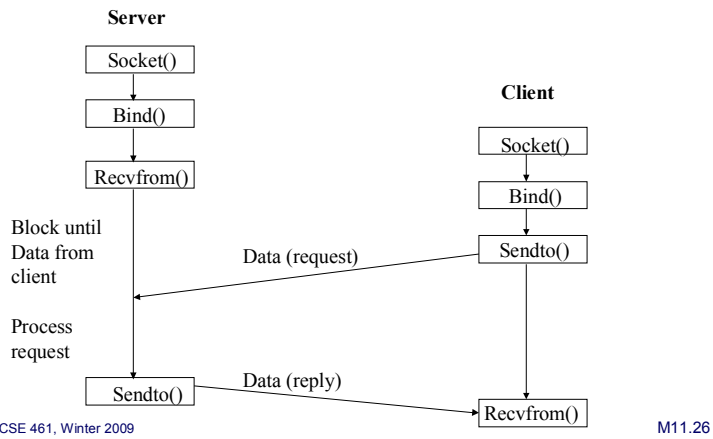 Server
Socket()
Bind()
Recvfrom()
Block until
Data from
client
Process
request
Sendto()
Client
Socket()
Bind()
Sendto()
Data (request)
Data (reply)
Recvfrom()
CSE 461, Winter 2009
M11.26